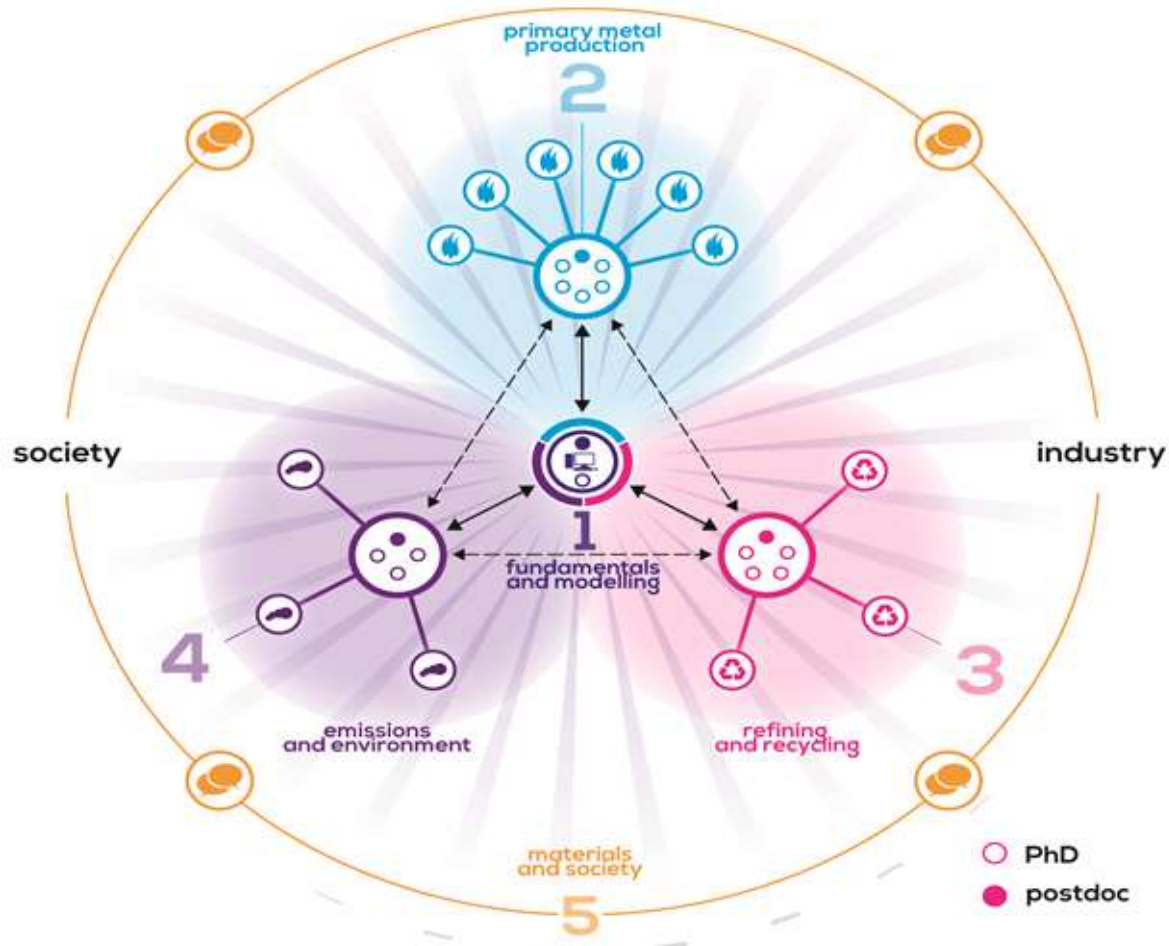 primary metal
production
2
society
industry
1
fundamentals
and modelling
4
3
emissions
and environment
refining
and recycling
materials
and society
5
PhD
postdoc